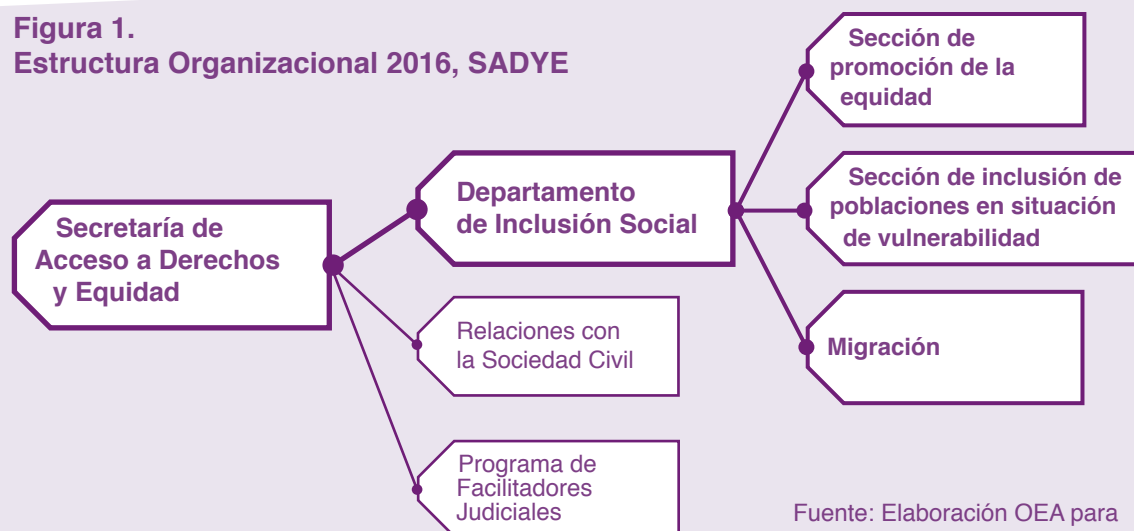 Figura 1.
Estructura Organizacional 2016, SADYE
Secretaría de
Acceso a Derechos
y Equidad
Departamento
de Inclusión Social
Relaciones con
la Sociedad Civil
Programa de
Facilitadores
Judiciales
Sección de
promoción de la
equidad
Sección de inclusión de
poblaciones en situación
de vulnerabilidad
Migración
Fuente: Elaboración OEA para